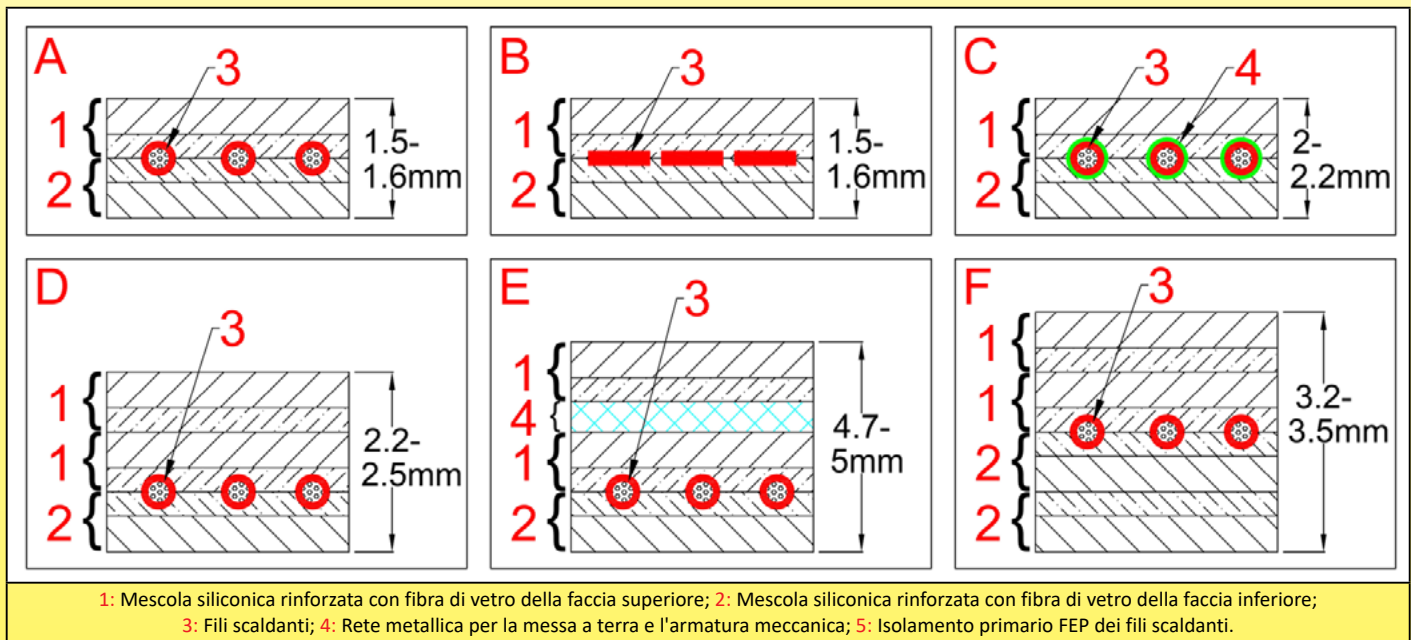 A
3
1
2
1.5-
1.6mm
B
3
1
2
1.5-
1.6mm
C
3
4
1
2
2-
2.2mm
D
3
1
1
2
2.2-
2.5mm
E
3
1
4
1
2
4.7-
5mm
F
3
1
1
2
2
3.2-
3.5mm
1: Mescola siliconica rinforzata con fibra di vetro della faccia superiore; 2: Mescola siliconica rinforzata con fibra di vetro della faccia inferiore;
3: Fili scaldanti; 4: Rete metallica per la messa a terra e l'armatura meccanica; 5: Isolamento primario FEP dei fili scaldanti.